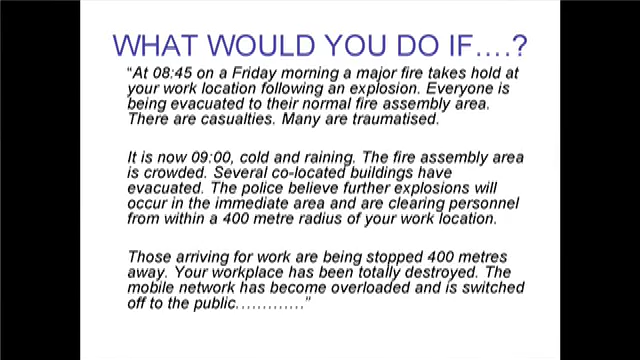 WHAT WOULD YOU DO IF….?
“At 08:45 on a Friday morning a major fire takes hold at
your work location following an explosion. Everyone is
being evacuated to their normal fire assembly area.
There are casualties. Many are traumatised.
It is now 09:00, cold and raining. The fire assembly area
is crowded. Several co-located buildings have
evacuated. The police believe further explosions will
occur in the immediate area and are clearing personnel
from within a 400 metre radius of your work location.
Those arriving for work are being stopped 400 metres
away. Your workplace has been totally destroyed. The
mobile network has become overloaded and is switched
off to the public…………”